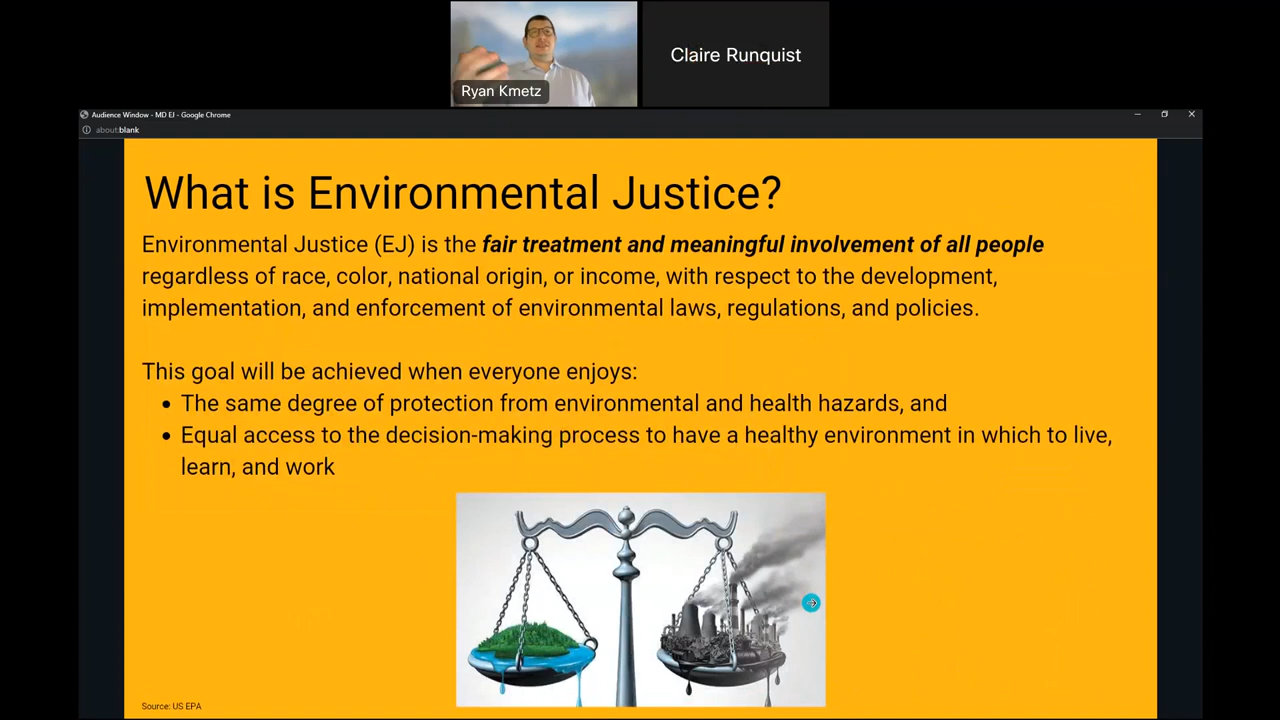 Ryan Kmetz
Claire Runquist
Audience Window - MD EJ - Google Chrome
about:blank
What is Environmental Justice?
Environmental Justice (EJ) is the fair treatment and meaningful involvement of all people
regardless of race, color, national origin, or income, with respect to the development,
implementation, and enforcement of environmental laws, regulations, and policies.
This goal will be achieved when everyone enjoys:
• The same degree of protection from environmental and health hazards, and
• Equal access to the decision-making process to have a healthy environment in which to live,
learn, and work
Source: US EPA